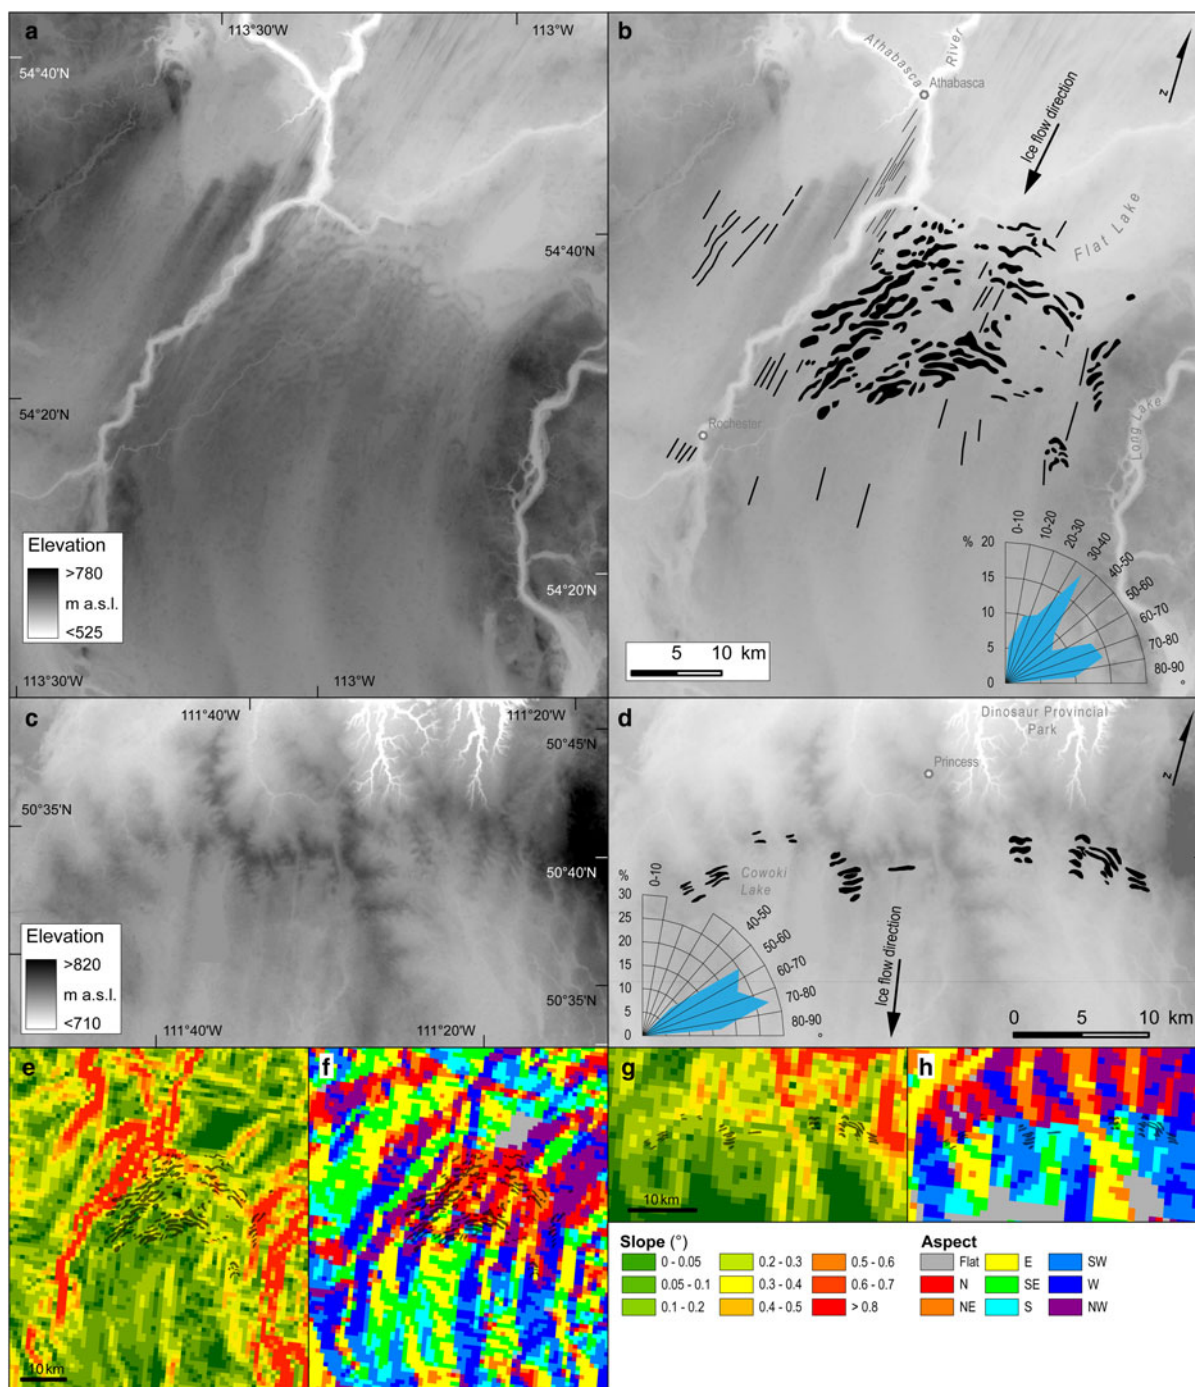 a
113°30'W
113°W
54°40'N
54°40'N
54°20'N
54°20'N
Elevation
>780
m a.s.l.
<525
113°30'W
113°W
b
Athabasca River
Athabasca
Ice flow direction
N
Flat Lake
Rochester
Long Lake
5 10 km
%
20
15
10
5
0
0-10
10-20
20-30
30-40
40-50
50-60
60-70
70-80
80-90
°
c
111°40'W
111°20'W
50°45'N
50°35'N
50°40'N
Elevation
>820
m a.s.l.
<710
50°35'N
111°40'W
111°20'W
d
Dinosaur Provincial
Park
N
Princess
Cowoki
Lake
%
30
25
20
15
10
5
0
0-10
40-50
50-60
60-70
70-80
80-90
°
Ice flow direction
0 5 10 km
e
10 km
f
g
10 km
h
Slope (°)
0 - 0.05
0.05 - 0.1
0.1 - 0.2
0.2 - 0.3
0.3 - 0.4
0.4 - 0.5
0.5 - 0.6
0.6 - 0.7
> 0.8
Aspect
Flat
N
NE
E
SE
S
SW
W
NW